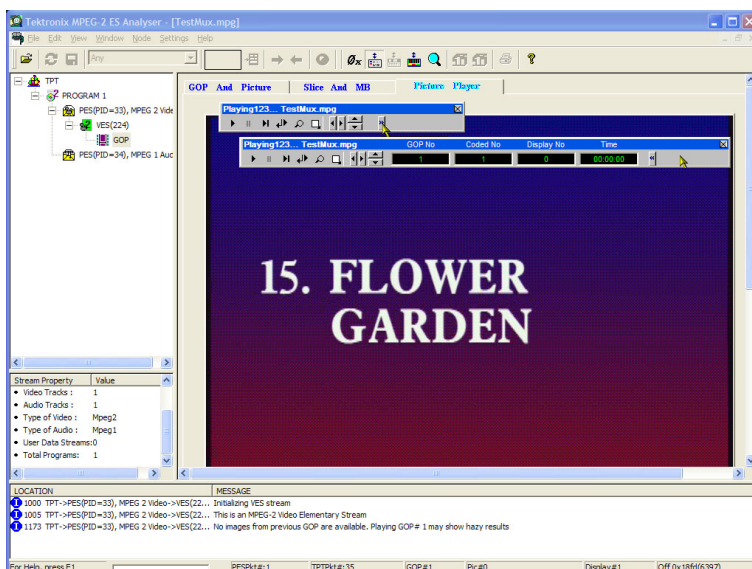 Tektronix MPEG-2 ES Analyser - [TestMux.mpg]
File Edit View Window Node Settings Help
Any
TPT
PROGRAM 1
PES(PID=33), MPEG 2 Vide
VES(224)
GOP
PES(PID=34), MPEG 1 Auc
GOP And Picture Slice And MB Picture Player
Playing123... TestMux.mpg
Playing123... TestMux.mpg GOP No Coded No Display No Time
1 1 0 00:00:00
15. FLOWER
GARDEN
Stream Property Value
Video Tracks : 1
Audio Tracks : 1
Type of Video : Mpeg2
Type of Audio : Mpeg1
User Data Streams:0
Total Programs: 1
LOCATION MESSAGE
1000 TPT->PES(PID=33), MPEG 2 Video->VES(22... Initializing VES stream
1005 TPT->PES(PID=33), MPEG 2 Video->VES(22... This is an MPEG-2 Video Elementary Stream
1173 TPT->PES(PID=33), MPEG 2 Video->VES(22... No images from previous GOP are available. Playing GOP# 1 may show hazy results
For Help, press F1 PESPkt#:1 TPTPkt#:35 GOP#1 Pic#0 Display#1 Off 0x18fd(6397)